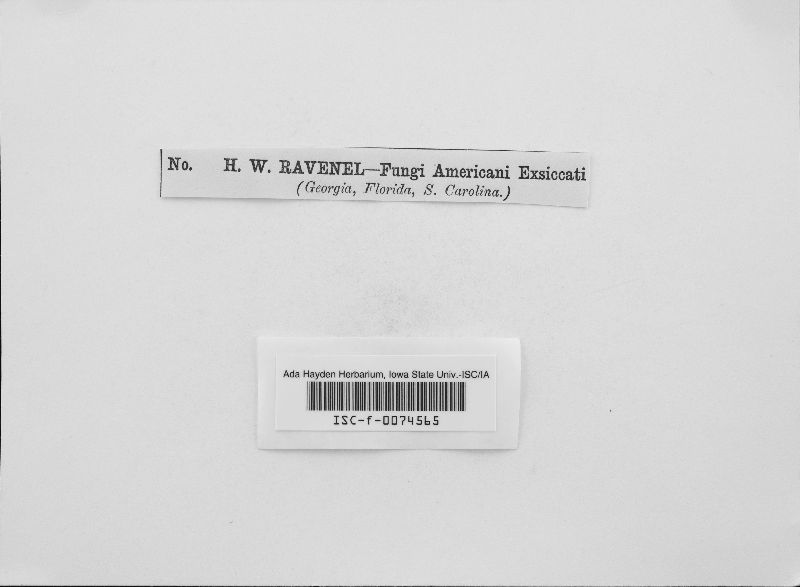 No. H. W. RAVENEL—Fungi Americani Exsiccati
(Georgia, Florida, S. Carolina.)
Ada Hayden Herbarium, Iowa State Univ.-ISC/IA
ISC-f-0074565